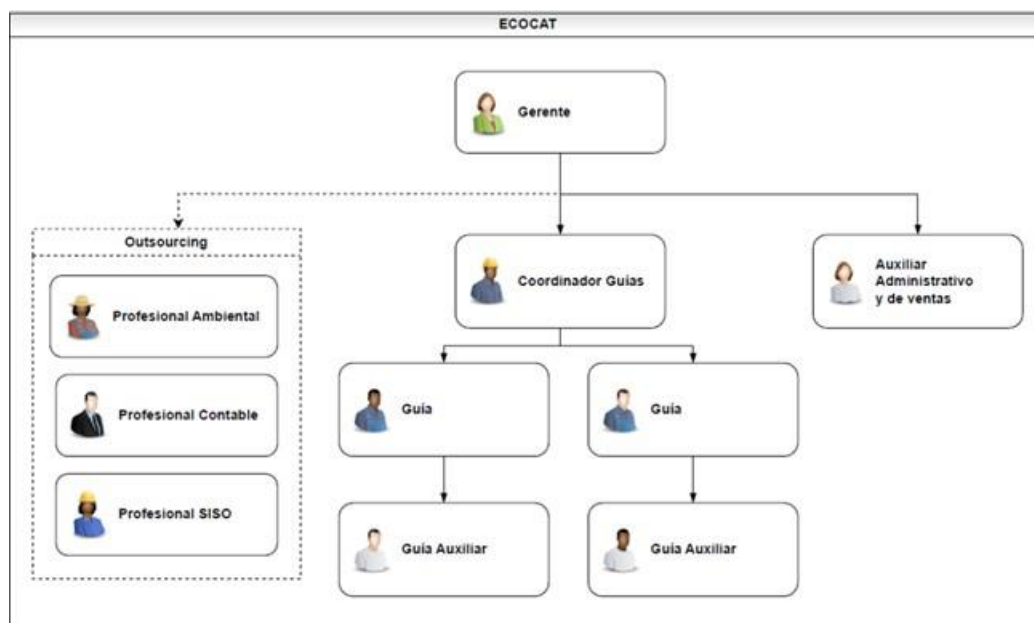 ECOCAT
Gerente
Outsourcing
Profesional Ambiental
Profesional Contable
Profesional SISO
Coordinador Guías
Auxiliar
Administrativo
y de ventas
Guía
Guía
Guía Auxiliar
Guía Auxiliar